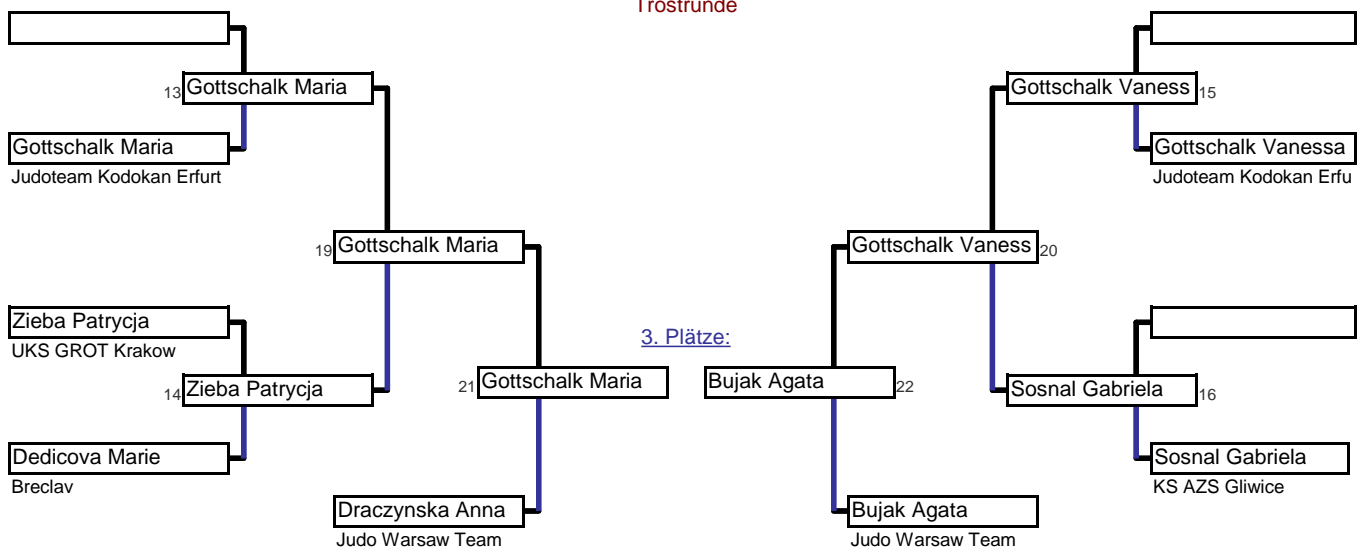 Trostrunde
13 Gottschalk Maria
Gottschalk Vaness 15
Gottschalk Maria
Judoteam Kodokan Erfurt
Gottschalk Vanessa
Judoteam Kodokan Erfu
19 Gottschalk Maria
Gottschalk Vaness 20
Zieba Patrycja
UKS GROT Krakow
3. Plätze:
14 Zieba Patrycja
21 Gottschalk Maria
Bujak Agata 22
Sosnal Gabriela 16
Dedicova Marie
Breclav
Sosnal Gabriela
KS AZS Gliwice
Draczynska Anna
Judo Warsaw Team
Bujak Agata
Judo Warsaw Team